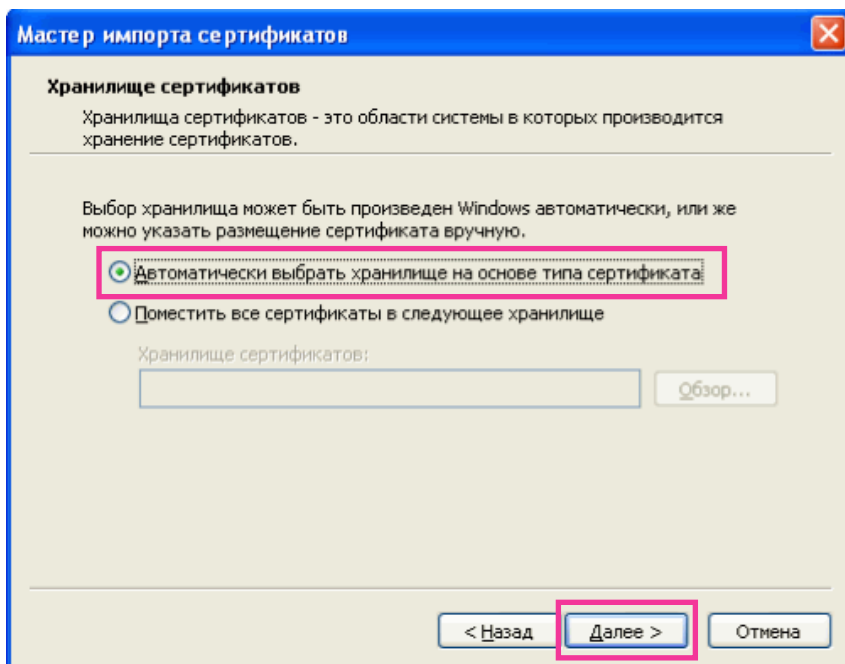 Мастер импорта сертификатов
Хранилище сертификатов
Хранилища сертификатов - это области системы в которых производится
хранение сертификатов.
Выбор хранилища может быть произведен Windows автоматически, или же
можно указать размещение сертификата вручную.
Автоматически выбрать хранилище на основе типа сертификата
Поместить все сертификаты в следующее хранилище
Хранилище сертификатов:
Обзор...
< Назад Далее > Отмена